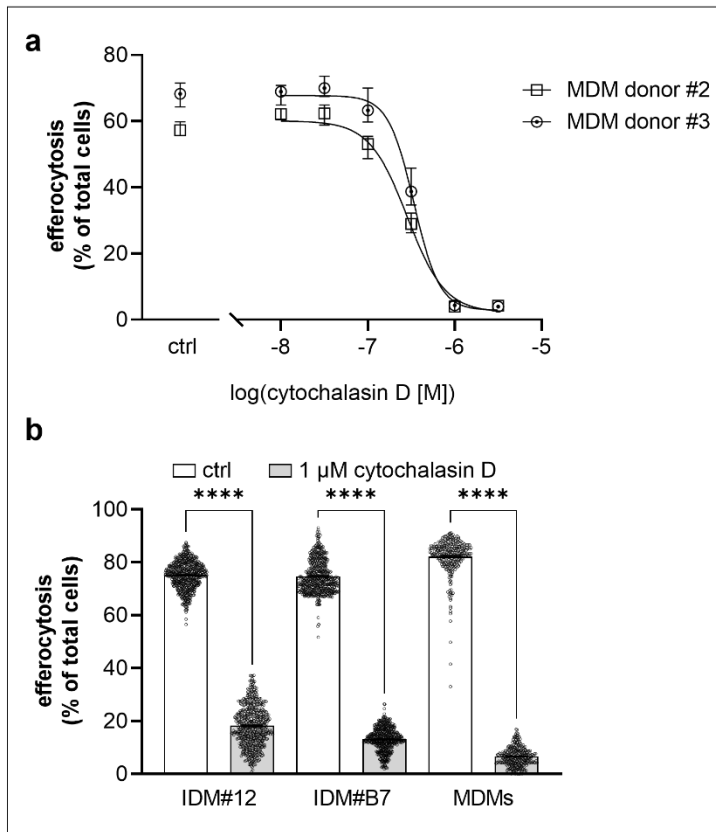 a
80
60
40
20
0
efferocytosis
(% of total cells)
ctrl
-8
-7
-6
-5
log(cytochalasin D [M])
MDM donor #2
MDM donor #3
b
ctrl
1 µM cytochalasin D
****
****
****
100
80
60
40
20
0
efferocytosis
(% of total cells)
IDM#12
IDM#B7
MDMs